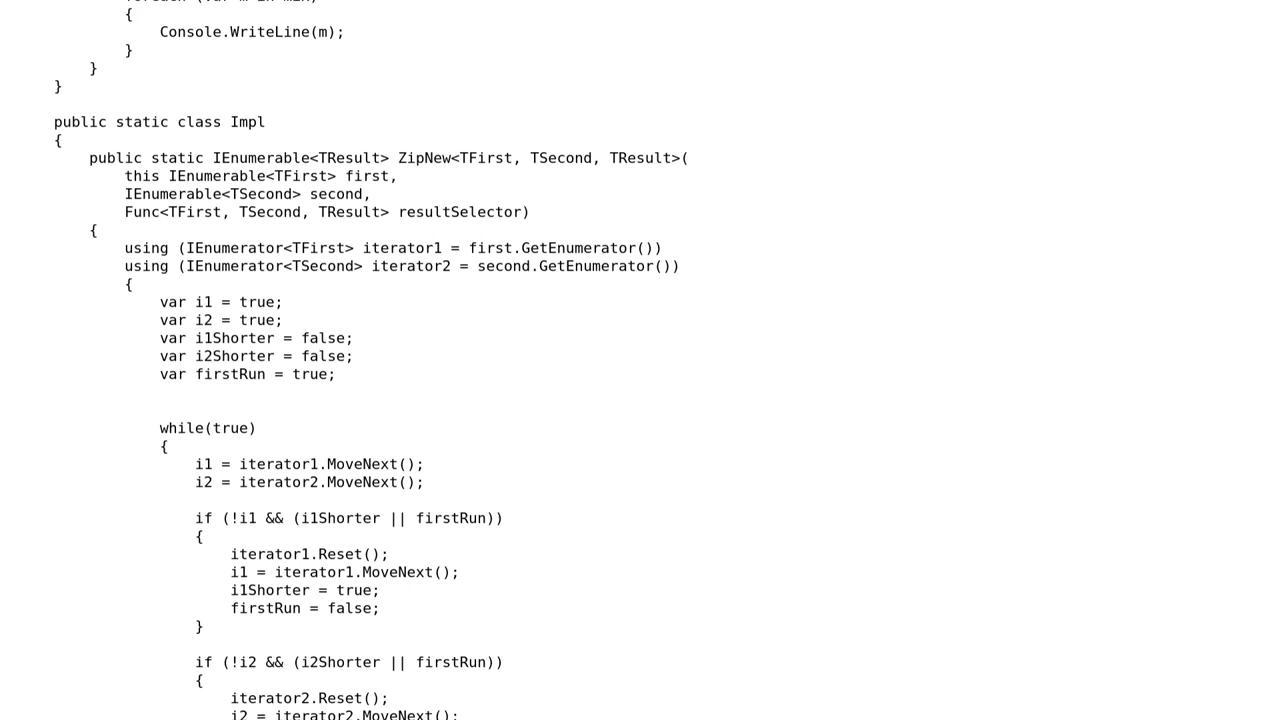 {
Console.WriteLine(m);
}
}
}
public static class Impl
{
public static IEnumerable<TResult> ZipNew<TFirst, TSecond, TResult>(
this IEnumerable<TFirst> first,
IEnumerable<TSecond> second,
Func<TFirst, TSecond, TResult> resultSelector)
{
using (IEnumerator<TFirst> iterator1 = first.GetEnumerator())
using (IEnumerator<TSecond> iterator2 = second.GetEnumerator())
{
var i1 = true;
var i2 = true;
var i1Shorter = false;
var i2Shorter = false;
var firstRun = true;
while(true)
{
i1 = iterator1.MoveNext();
i2 = iterator2.MoveNext();
if (!i1 && (i1Shorter || firstRun))
{
iterator1.Reset();
i1 = iterator1.MoveNext();
i1Shorter = true;
firstRun = false;
}
if (!i2 && (i2Shorter || firstRun))
{
iterator2.Reset();
i2 = iterator2.MoveNext();